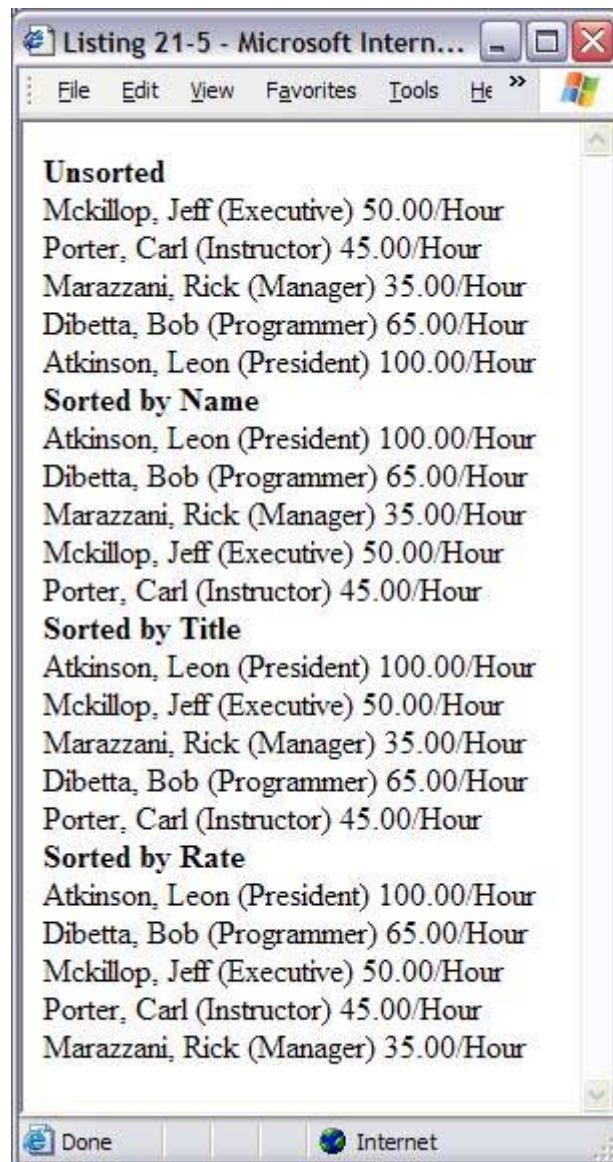 Listing 21-5 - Microsoft Intern...
File Edit View Favorites Tools He »
Unsorted
Mckillop, Jeff (Executive) 50.00/Hour
Porter, Carl (Instructor) 45.00/Hour
Marazzani, Rick (Manager) 35.00/Hour
Dibetta, Bob (Programmer) 65.00/Hour
Atkinson, Leon (President) 100.00/Hour
Sorted by Name
Atkinson, Leon (President) 100.00/Hour
Dibetta, Bob (Programmer) 65.00/Hour
Marazzani, Rick (Manager) 35.00/Hour
Mckillop, Jeff (Executive) 50.00/Hour
Porter, Carl (Instructor) 45.00/Hour
Sorted by Title
Atkinson, Leon (President) 100.00/Hour
Mckillop, Jeff (Executive) 50.00/Hour
Marazzani, Rick (Manager) 35.00/Hour
Dibetta, Bob (Programmer) 65.00/Hour
Porter, Carl (Instructor) 45.00/Hour
Sorted by Rate
Atkinson, Leon (President) 100.00/Hour
Dibetta, Bob (Programmer) 65.00/Hour
Mckillop, Jeff (Executive) 50.00/Hour
Porter, Carl (Instructor) 45.00/Hour
Marazzani, Rick (Manager) 35.00/Hour
Done Internet